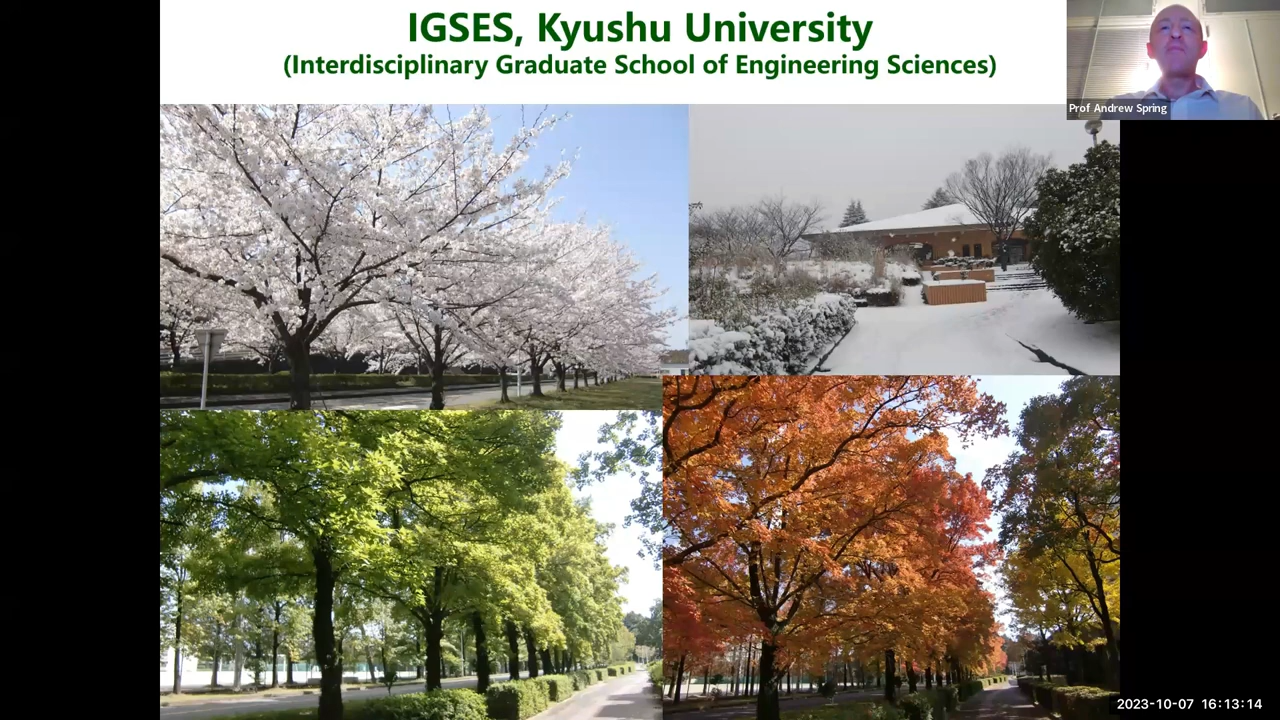 IGSES, Kyushu University
(Interdisciplinary Graduate School of Engineering Sciences)
Prof Andrew Spring
2023-10-07 16:13:14